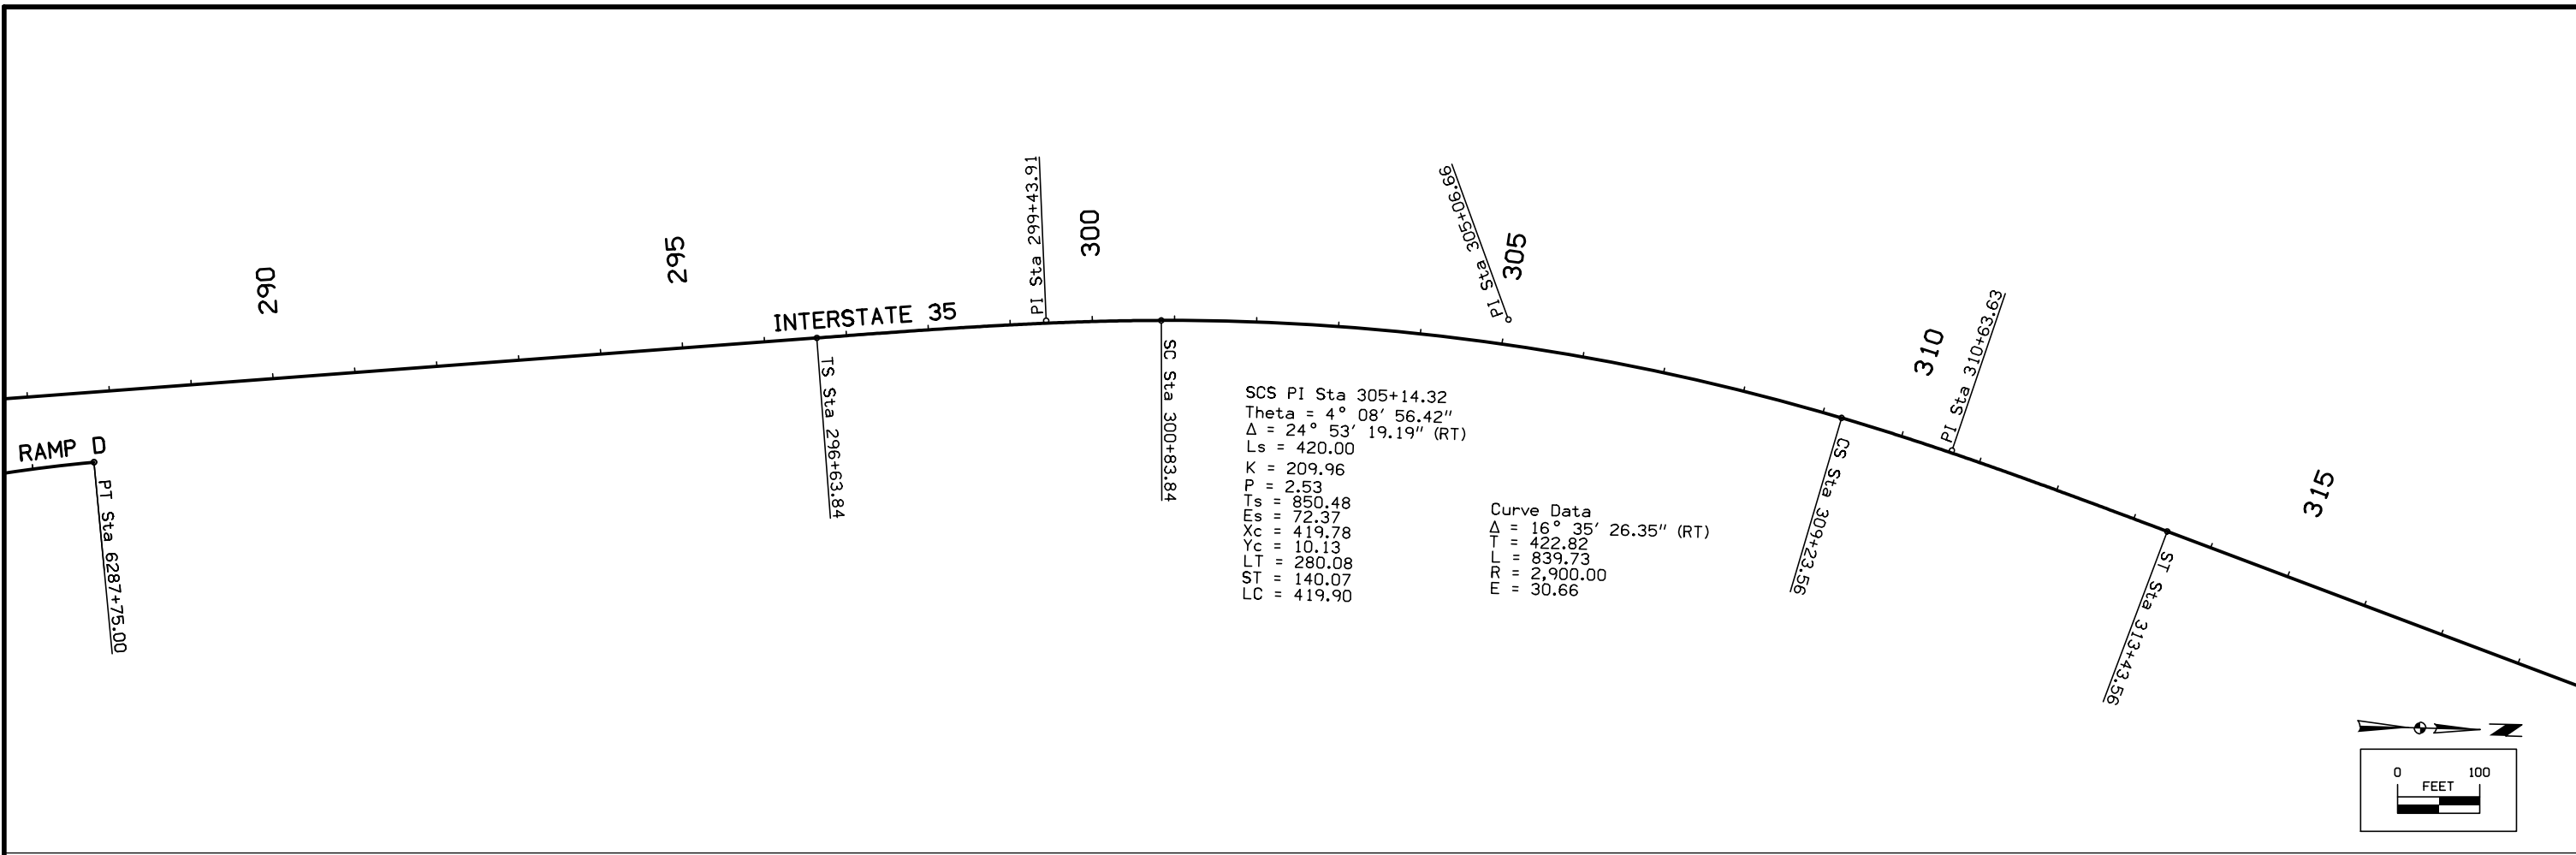 290
295
PI Sta 299+43.91
300
PI Sta 305+06.66
305
310
PI Sta 310+63.63
315
INTERSTATE 35
RAMP D
PT Sta 6287+75.00
TS Sta 296+63.84
SC Sta 300+83.84
SCS PI Sta 305+14.32
Theta = 4° 08' 56.42"
Δ = 24° 53' 19.19" (RT)
Ls = 420.00
K = 209.96
P = 2.53
Ts = 850.48
Es = 72.37
Xc = 419.78
Yc = 10.13
LT = 280.08
ST = 140.07
LC = 419.90
Curve Data
Δ = 16° 35' 26.35" (RT)
T = 422.82
L = 839.73
R = 2,900.00
E = 30.66
CS Sta 309+23.56
ST Sta 313+43.56
N
0 100
FEET